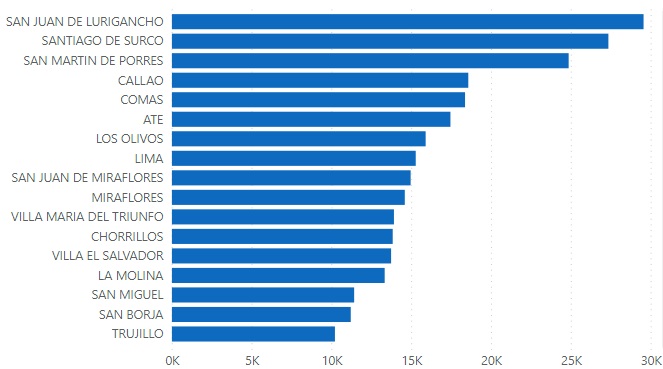 SAN JUAN DE LURIGANCHO
SANTIAGO DE SURCO
SAN MARTIN DE PORRES
CALLAO
COMAS
ATE
LOS OLIVOS
LIMA
SAN JUAN DE MIRAFLORES
MIRAFLORES
VILLA MARIA DEL TRIUNFO
CHORRILLOS
VILLA EL SALVADOR
LA MOLINA
SAN MIGUEL
SAN BORJA
TRUJILLO
0K 5K 10K 15K 20K 25K 30K